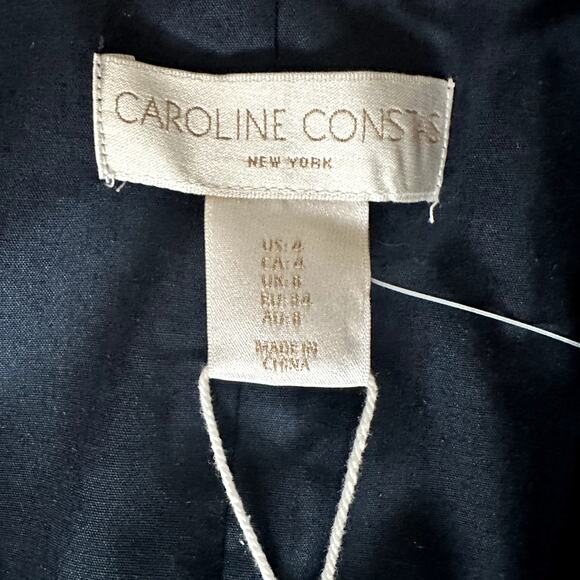 CAROLINE CONSTAS
NEW YORK
US: 4
CA: 4
UK: 8
EU: 34
AU: 8
MADE IN
CHINA